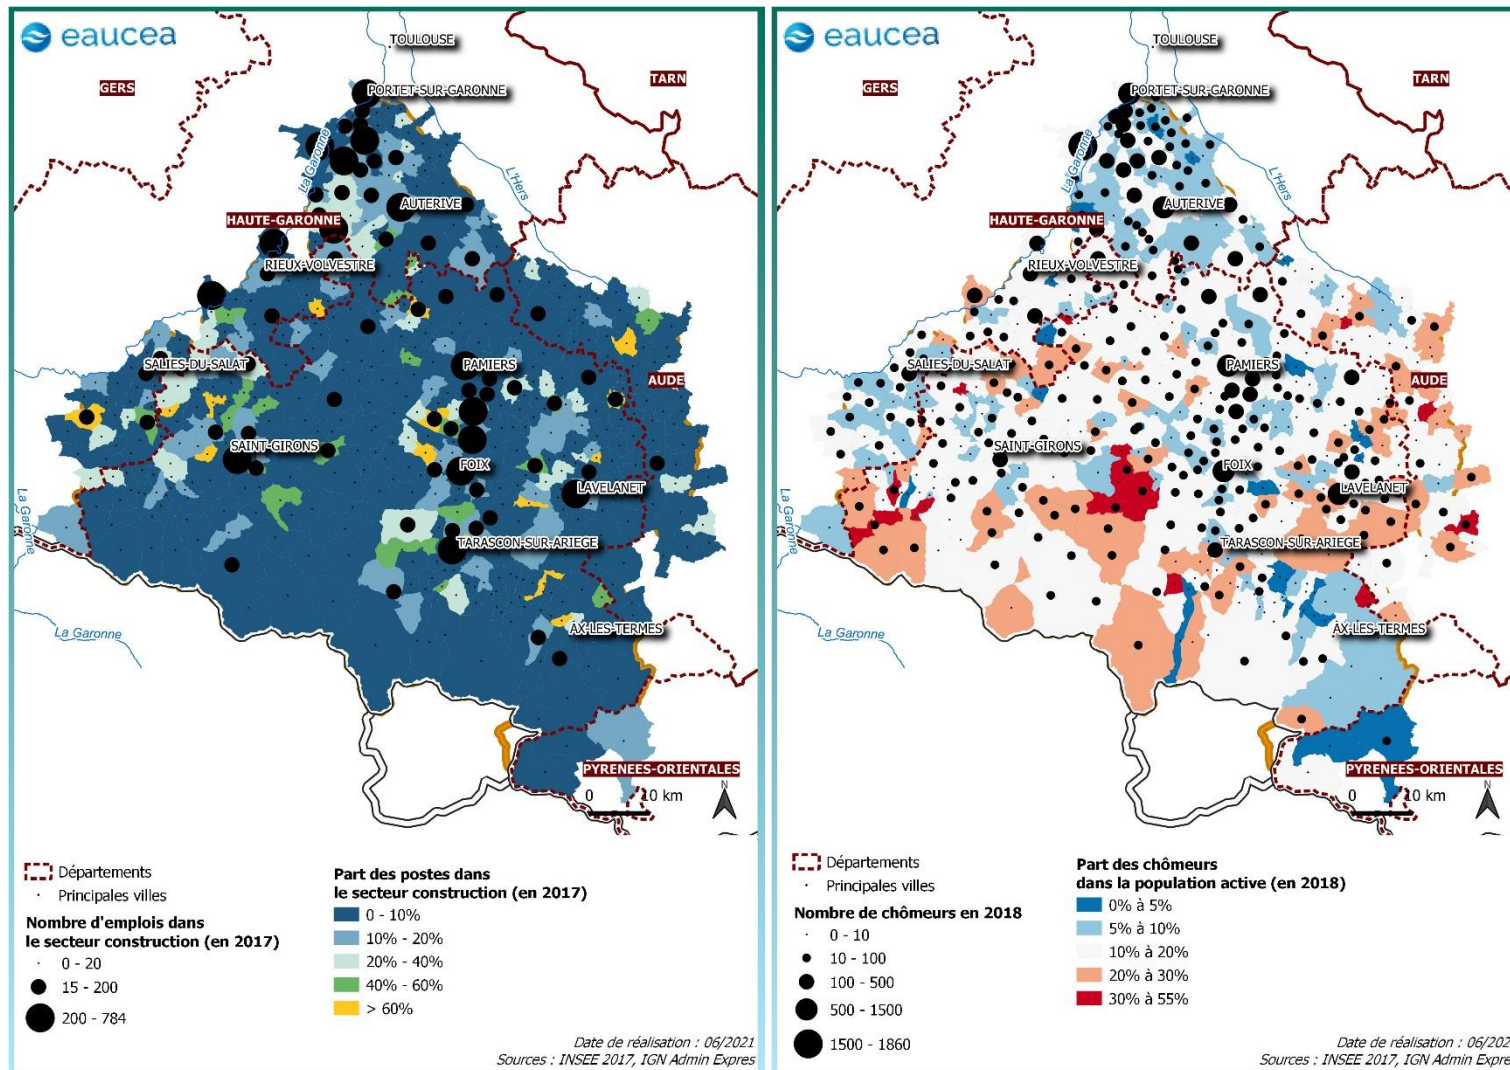 eaucea
TOULOUSE
GERS
TARN
PORTET-SUR-GARONNE
La Garonne
L'Hers
AUTERIVE
HAUTE-GARONNE
RIEUX-VOLVESTRE
SALIES-DU-SALAT
PAMIERS
AUDE
SAINT-GIRONS
FOIX
LAVELANET
La Garonne
TARASCON-SUR-ARIEGE
AX-LES-TERMES
La Garonne
PYRENEES-ORIENTALES
0 10 km
N
Départements
Principales villes
Nombre d'emplois dans
le secteur construction (en 2017)
0 - 20
15 - 200
200 - 784
Part des postes dans
le secteur construction (en 2017)
0 - 10%
10% - 20%
20% - 40%
40% - 60%
> 60%
Date de réalisation : 06/2021
Sources : INSEE 2017, IGN Admin Expres
eaucea
TOULOUSE
GERS
TARN
PORTET-SUR-GARONNE
La Garonne
L'Hers
AUTERIVE
HAUTE-GARONNE
RIEUX-VOLVESTRE
SALIES-DU-SALAT
PAMIERS
AUDE
SAINT-GIRONS
FOIX
LAVELANET
La Garonne
TARASCON-SUR-ARIEGE
AX-LES-TERMES
La Garonne
PYRENEES-ORIENTALES
0 10 km
N
Départements
Principales villes
Nombre de chômeurs en 2018
0 - 10
10 - 100
100 - 500
500 - 1500
1500 - 1860
Part des chômeurs
dans la population active (en 2018)
0% à 5%
5% à 10%
10% à 20%
20% à 30%
30% à 55%
Date de réalisation : 06/202
Sources : INSEE 2017, IGN Admin Expre